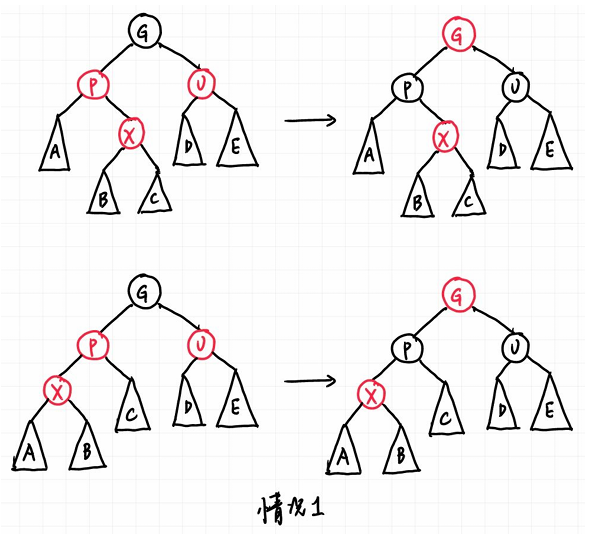 G G
P U P U
X X
A D E A D E
B C B C
G G
P U P U
X X
C D E C D E
A B A B
情况1